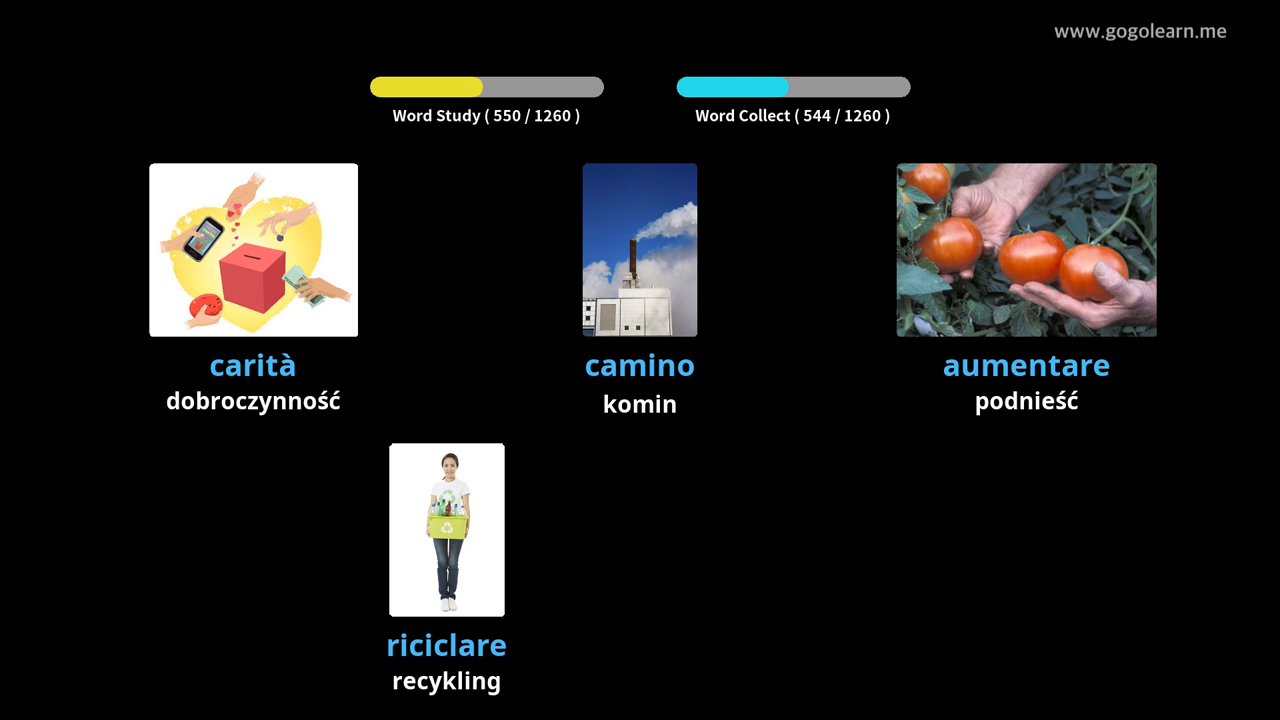 www.gogolearn.me
Word Study ( 550 / 1260 )
Word Collect ( 544 / 1260 )
carità
dobroczynność
camino
komin
aumentare
podnieść
riciclare
recykling